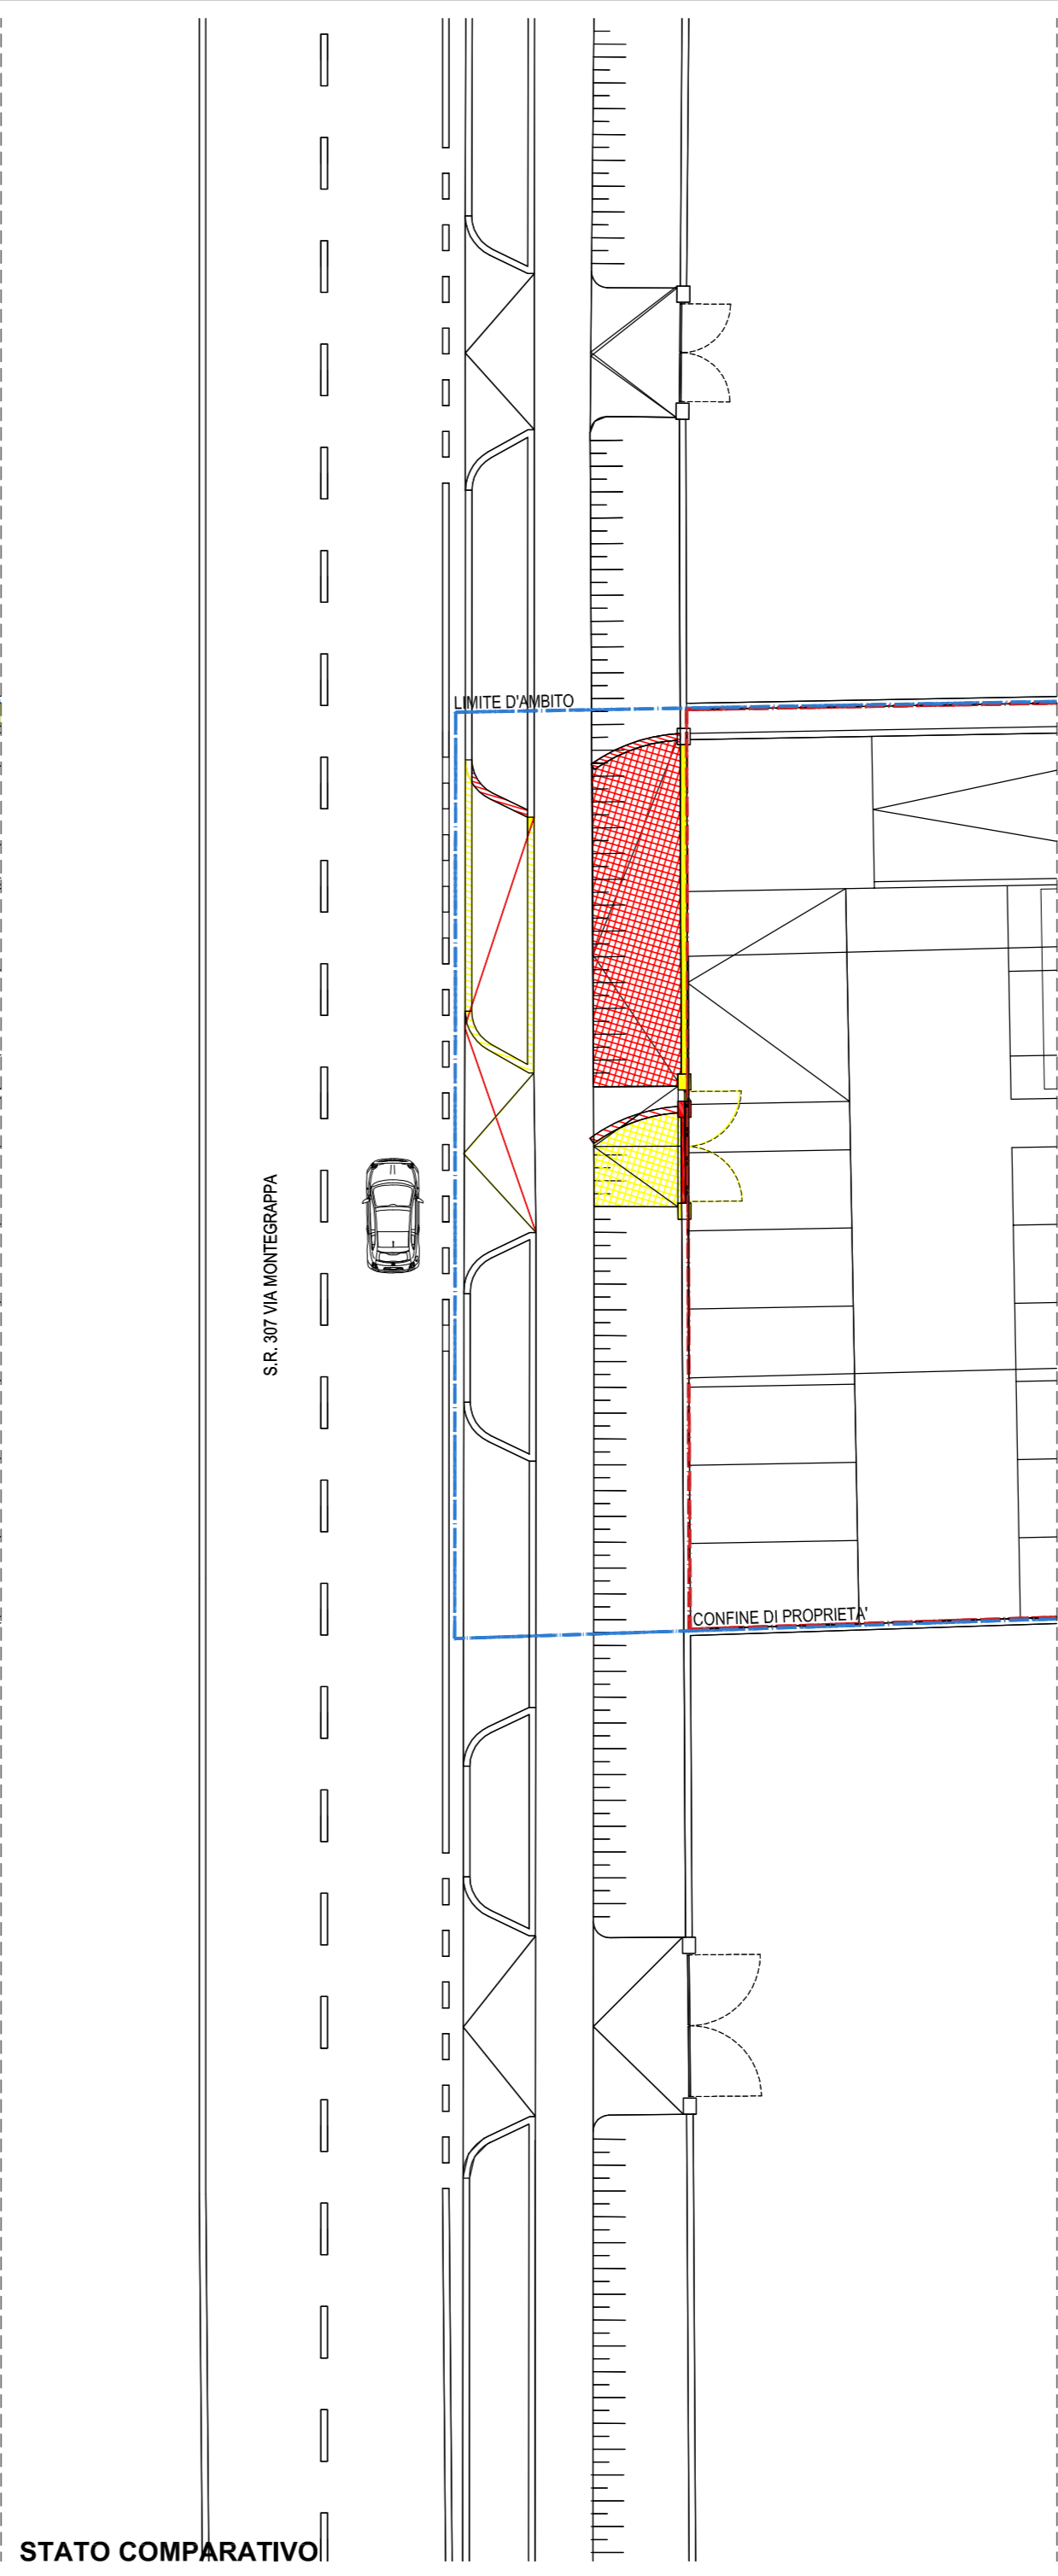 LIMITE D'AMBITO
S.R. 307 VIA MONTEGRAPPA
CONFINE DI PROPRIETA'
STATO COMPARATIVO